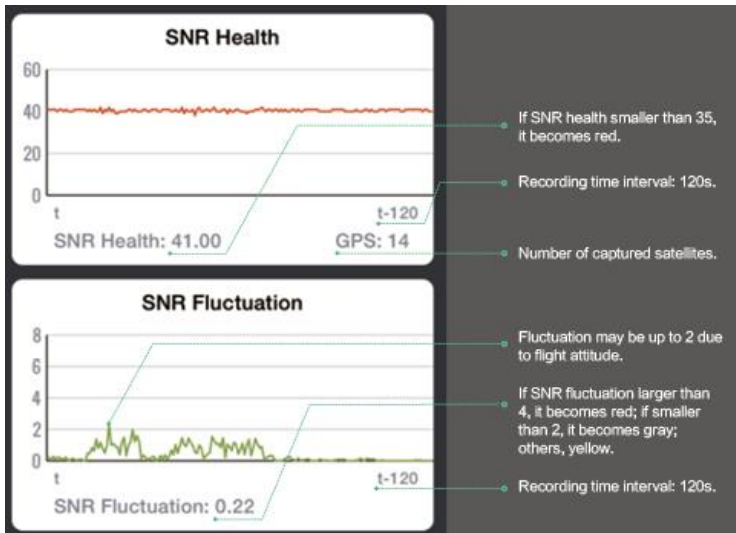 SNR Health
60
40
20
0
t
t-120
SNR Health: 41.00
GPS: 14
If SNR health smaller than 35,
it becomes red.
Recording time interval: 120s.
Number of captured satellites.
SNR Fluctuation
8
6
4
2
0
t
t-120
SNR Fluctuation: 0.22
Fluctuation may be up to 2 due
to flight attitude.
If SNR fluctuation larger than
4, it becomes red; if smaller
than 2, it becomes gray;
others, yellow.
Recording time interval: 120s.